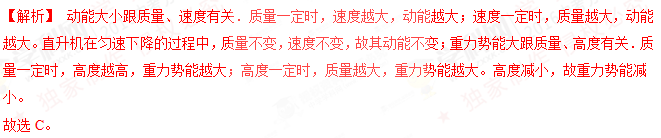 【解析】 动能大小跟质量、速度有关．质量一定时，速度越大，动能越大；速度一定时，质量越大，动能
越大。直升机在匀速下降的过程中，质量不变，速度不变，故其动能不变；重力势能大跟质量、高度有关．质
量一定时，高度越高，重力势能越大；高度一定时，质量越大，重力势能越大。高度减小，故重力势能减
小。
故选 C。